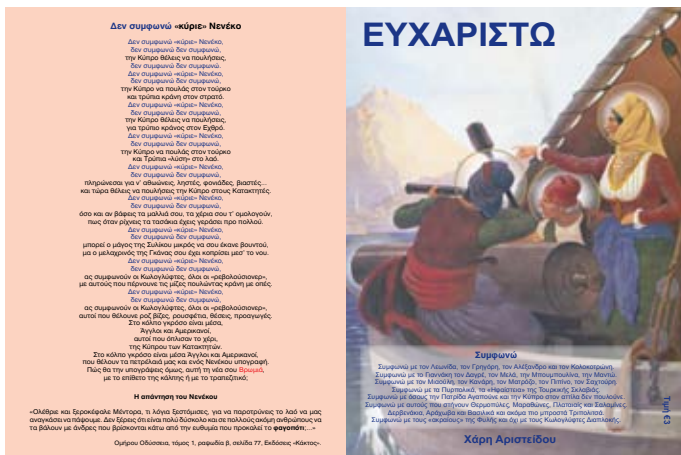 Δεν συμφωνώ «κύριε» Νενέκο
Δεν συμφωνώ «κύριε» Νενέκο,
δεν συμφωνώ δεν συμφωνώ,
την Κύπρο θέλεις να πουλήσεις,
δεν συμφωνώ δεν συμφωνώ.
Δεν συμφωνώ «κύριε» Νενέκο,
δεν συμφωνώ δεν συμφωνώ,
την Κύπρο να πουλάς στον τούρκο
και τρύπια κράνη στον στρατό.
Δεν συμφωνώ «κύριε» Νενέκο,
δεν συμφωνώ δεν συμφωνώ,
την Κύπρο θέλεις να πουλήσεις,
για τρύπιο κράνος στον Εχθρό.
Δεν συμφωνώ «κύριε» Νενέκο,
δεν συμφωνώ δεν συμφωνώ,
την Κύπρο να πουλάς στον τούρκο
και Τρύπια «λύση» στο λαό.
Δεν συμφωνώ «κύριε» Νενέκο,
δεν συμφωνώ δεν συμφωνώ,
πληρώνεσαι για ν' αθωώνεις, ληστές, φονιάδες, βιαστές...
και τώρα θέλεις να πουλήσεις την Κύπρο στους Κατακτητές.
Δεν συμφωνώ «κύριε» Νενέκο,
δεν συμφωνώ δεν συμφωνώ,
όσο και αν βάφεις τα μαλλιά σου, τα χέρια σου τ' ομολογούν,
πως όταν ρίχνεις τα τασάκια έχεις γεράσει προ πολλού.
Δεν συμφωνώ «κύριε» Νενέκο,
δεν συμφωνώ δεν συμφωνώ,
μπορεί ο μάγος της Συλίκου μικρός να σου έκανε βουντού,
μα ο μελαχρινός της Γκάνας σου έχει κοπρίσει μεσ' το νου.
Δεν συμφωνώ «κύριε» Νενέκο,
δεν συμφωνώ δεν συμφωνώ,
ας συμφωνούν οι Κωλογλύφτες, όλοι οι «ρεβολούσιονερ»,
με αυτούς που πέρνουνε τις μίζες πουλώντας κράνη με οπές.
Δεν συμφωνώ «κύριε» Νενέκο,
δεν συμφωνώ δεν συμφωνώ,
ας συμφωνούν οι Κωλογλύφτες, όλοι οι «ρεβολούσιονερ»,
αυτοί που θέλουνε ροζ βίζες, ρουσφέτια, θέσεις, προαγωγές.
Στο κόλπο γκρόσο είναι μέσα,
Άγγλοι και Αμερικανοί,
αυτοί που όπλισαν το χέρι,
της Κύπρου των Κατακτητών.
Στο κόλπο γκρόσο είναι μέσα Άγγλοι και Αμερικανοί,
που θέλουν τα πετρέλαιά μας και ενός Νενέκου υπογραφή.
Πώς θα την υπογράφεις όμως, αυτή τη νέα σου Βρωμιά,
με το επίθετο της κάλπης ή με το τραπεζιτικό;
Η απάντηση του Νενέκου
«Ολέθριε και ξεροκέφαλε Μέντορα, τι λόγια ξεστόμισες, για να παροτρύνεις το λαό να μας
αναγκάσει να πάψουμε. Δεν ξέρεις ότι είναι πολύ δύσκολο και σε πολλούς ακόμη ανθρώπους να
τα βάλουν με άνδρες που βρίσκονται κάτω από την ευθυμία που προκαλεί το φαγοπότι;...»
Ομήρου Οδύσσεια, τόμος 1, ραψωδία β, σελίδα 77, Εκδόσεις «Κάκτος».
ΕΥΧΑΡΙΣΤΩ
Συμφωνώ
Συμφωνώ με τον Λεωνίδα, τον Γρηγόρη, τον Αλέξανδρο και τον Κολοκοτρώνη.
Συμφωνώ με το Γιαννάκη τον Δαγρέ, τον Μελά, την Μπουμπουλίνα, την Μαντώ.
Συμφωνώ με τον Μιαούλη, τον Κανάρη, τον Ματρόζο, τον Πιπίνο, τον Σαχτούρη.
Συμφωνώ με τα Πυρπολικά, τα «Ηφαίστεια» της Τουρκικής Σκλαβιάς.
Συμφωνώ με όσους την Πατρίδα Αγαπούνε και την Κύπρο στον αττίλα δεν πουλούνε.
Συμφωνώ με αυτούς που στήνουν Θερμοπύλες, Μαραθώνες, Πλαταιές και Σαλαμίνες.
Δερβενάκια, Αράχωβα και Βασιλικά και ακόμα πιο μπροστά Τριπολιτσά.
Συμφωνώ με τους «ακραίους» της Φυλής και όχι με τους Κωλογλύφτες Διαπλοκής.
Χάρη Αριστείδου
Τιμή €3